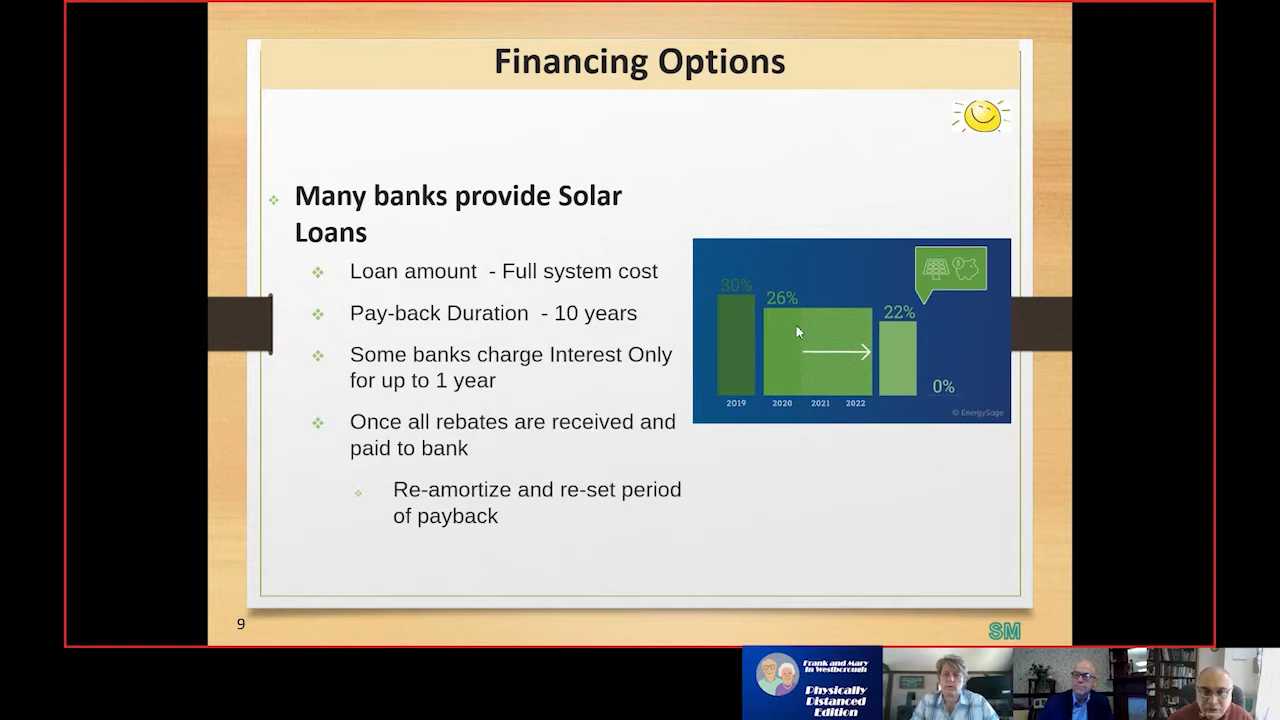 Financing Options
Many banks provide Solar
Loans
Loan amount - Full system cost
Pay-back Duration - 10 years
Some banks charge Interest Only
for up to 1 year
Once all rebates are received and
paid to bank
Re-amortize and re-set period
of payback
30%
26%
22%
0%
2019
2020
2021
2022
© EnergySage
9
SM
Frank and Mary
in Westborough
Physically
Distanced
Edition